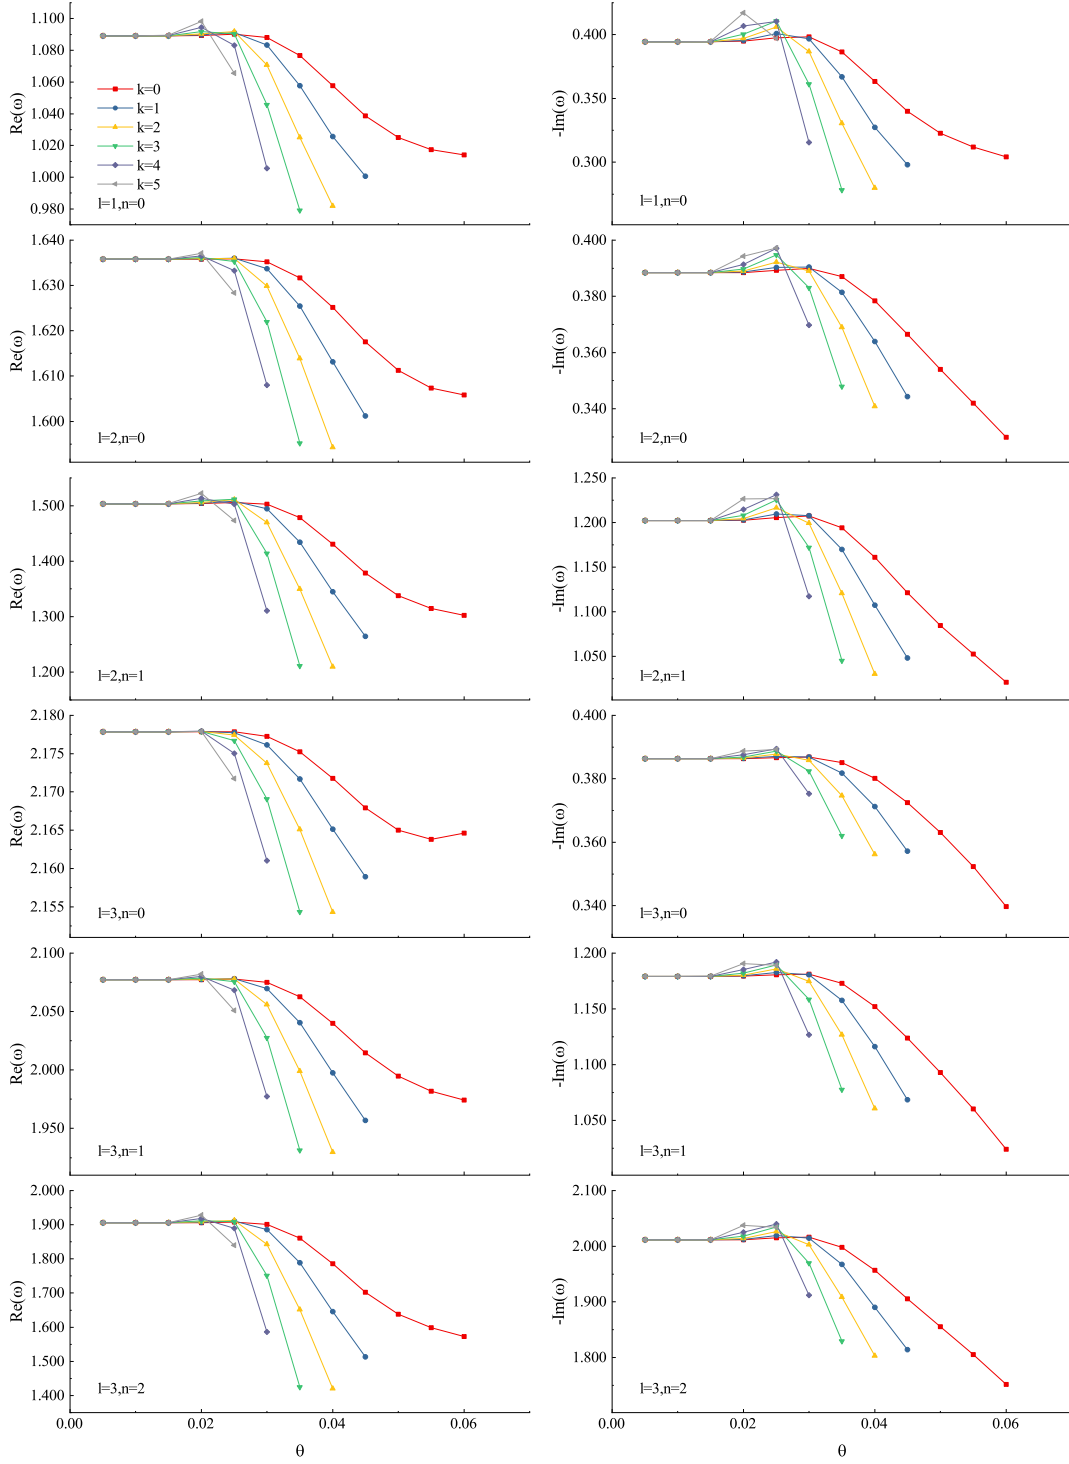 1.100
1.080
1.060
1.040
1.020
1.000
0.980
Re(ω)
k=0
k=1
k=2
k=3
k=4
k=5
l=1,n=0
0.400
0.350
0.300
-Im(ω)
l=1,n=0
1.640
1.630
1.620
1.610
1.600
Re(ω)
l=2,n=0
0.400
0.380
0.360
0.340
-Im(ω)
l=2,n=0
1.500
1.400
1.300
1.200
Re(ω)
l=2,n=1
1.250
1.200
1.150
1.100
1.050
-Im(ω)
l=2,n=1
2.180
2.175
2.170
2.165
2.160
2.155
Re(ω)
l=3,n=0
0.400
0.380
0.360
0.340
-Im(ω)
l=3,n=0
2.100
2.050
2.000
1.950
Re(ω)
l=3,n=1
1.200
1.150
1.100
1.050
-Im(ω)
l=3,n=1
2.000
1.900
1.800
1.700
1.600
1.500
1.400
Re(ω)
l=3,n=2
0.00 0.02 0.04 0.06
θ
2.100
2.000
1.900
1.800
-Im(ω)
l=3,n=2
0.00 0.02 0.04 0.06
θ